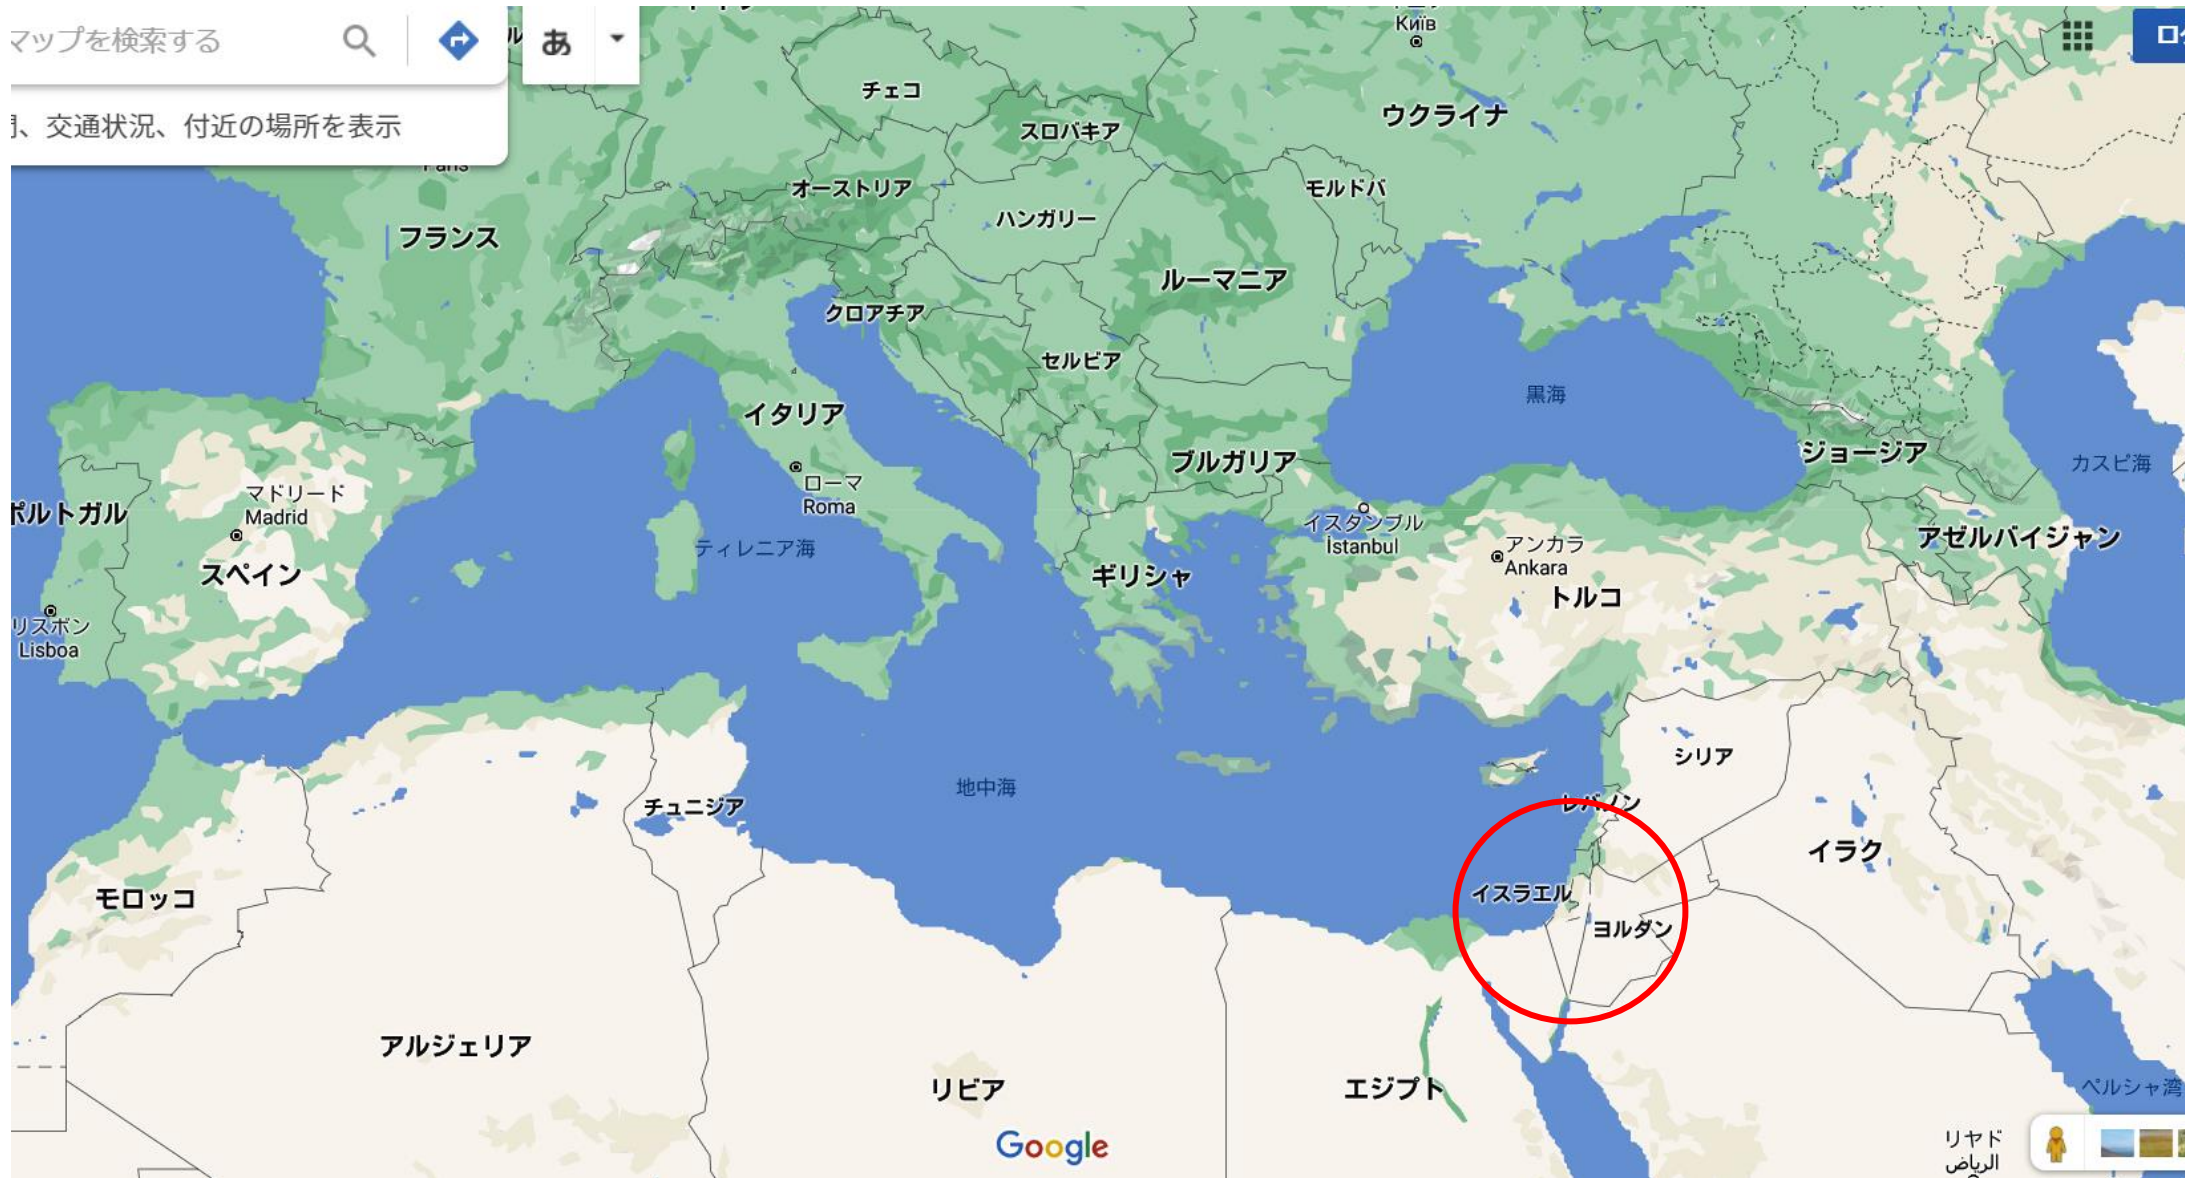 マップを検索する
あ
、交通状況、付近の場所を表示
Київ
チェコ
スロバキア
ウクライナ
オーストリア
モルドバ
ハンガリー
フランス
ルーマニア
クロアチア
セルビア
黒海
イタリア
ブルガリア
ジョージア
カスピ海
マドリード
Madrid
ローマ
Roma
ポルトガル
イスタンブル
İstanbul
アンカラ
Ankara
アゼルバイジャン
ティレニア海
スペイン
ギリシャ
トルコ
リスボン
Lisboa
シリア
地中海
チュニジア
レバノン
イラク
モロッコ
イスラエル
ヨルダン
アルジェリア
リビア
エジプト
ペルシャ湾
Google
リヤド
الرياض